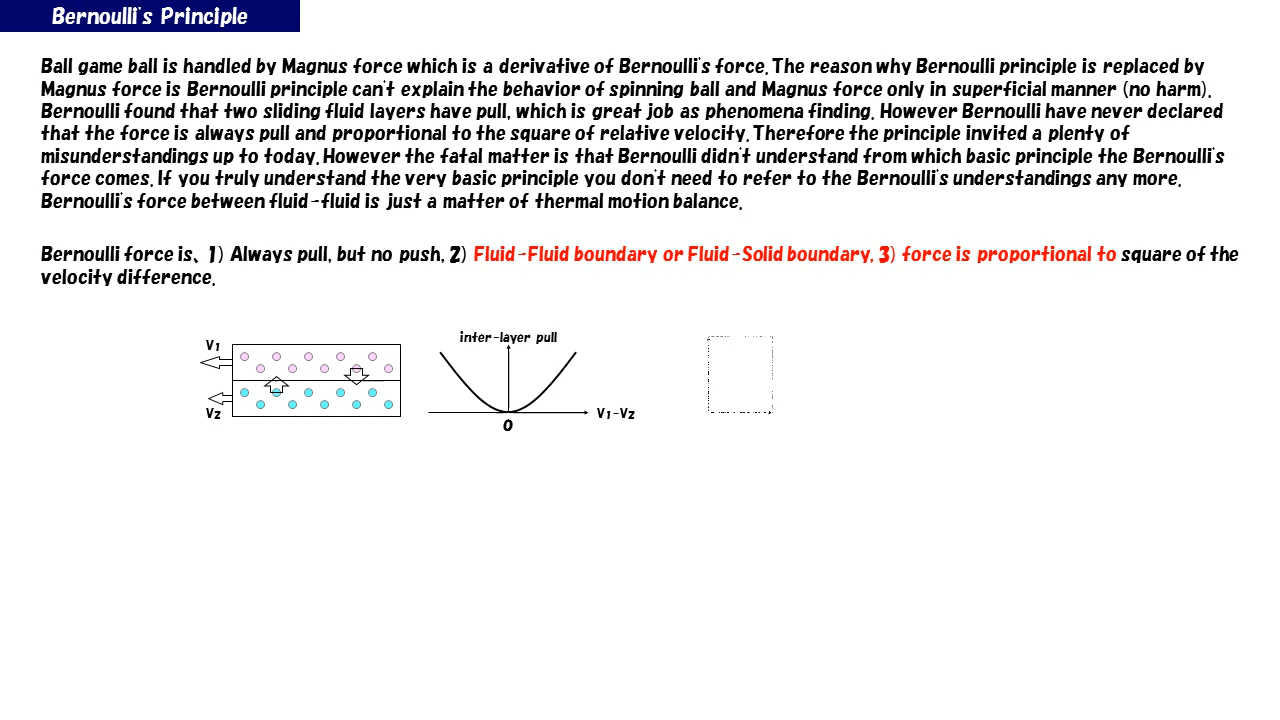 Bernoulli's Principle
Ball game ball is handled by Magnus force which is a derivative of Bernoulli's force. The reason why Bernoulli principle is replaced by
Magnus force is Bernoulli principle can't explain the behavior of spinning ball and Magnus force only in superficial manner (no harm).
Bernoulli found that two sliding fluid layers have pull, which is great job as phenomena finding. However Bernoulli have never declared
that the force is always pull and proportional to the square of relative velocity. Therefore the principle invited a plenty of
misunderstandings up to today. However the fatal matter is that Bernoulli didn't understand from which basic principle the Bernoulli's
force comes. If you truly understand the very basic principle you don't need to refer to the Bernoulli's understandings any more.
Bernoulli's force between fluid-fluid is just a matter of thermal motion balance.
Bernoulli force is、1) Always pull, but no push, 2) Fluid-Fluid boundary or Fluid-Solid boundary, 3) force is proportional to square of the
velocity difference.
V1
V2
inter-layer pull
V1-V2
0